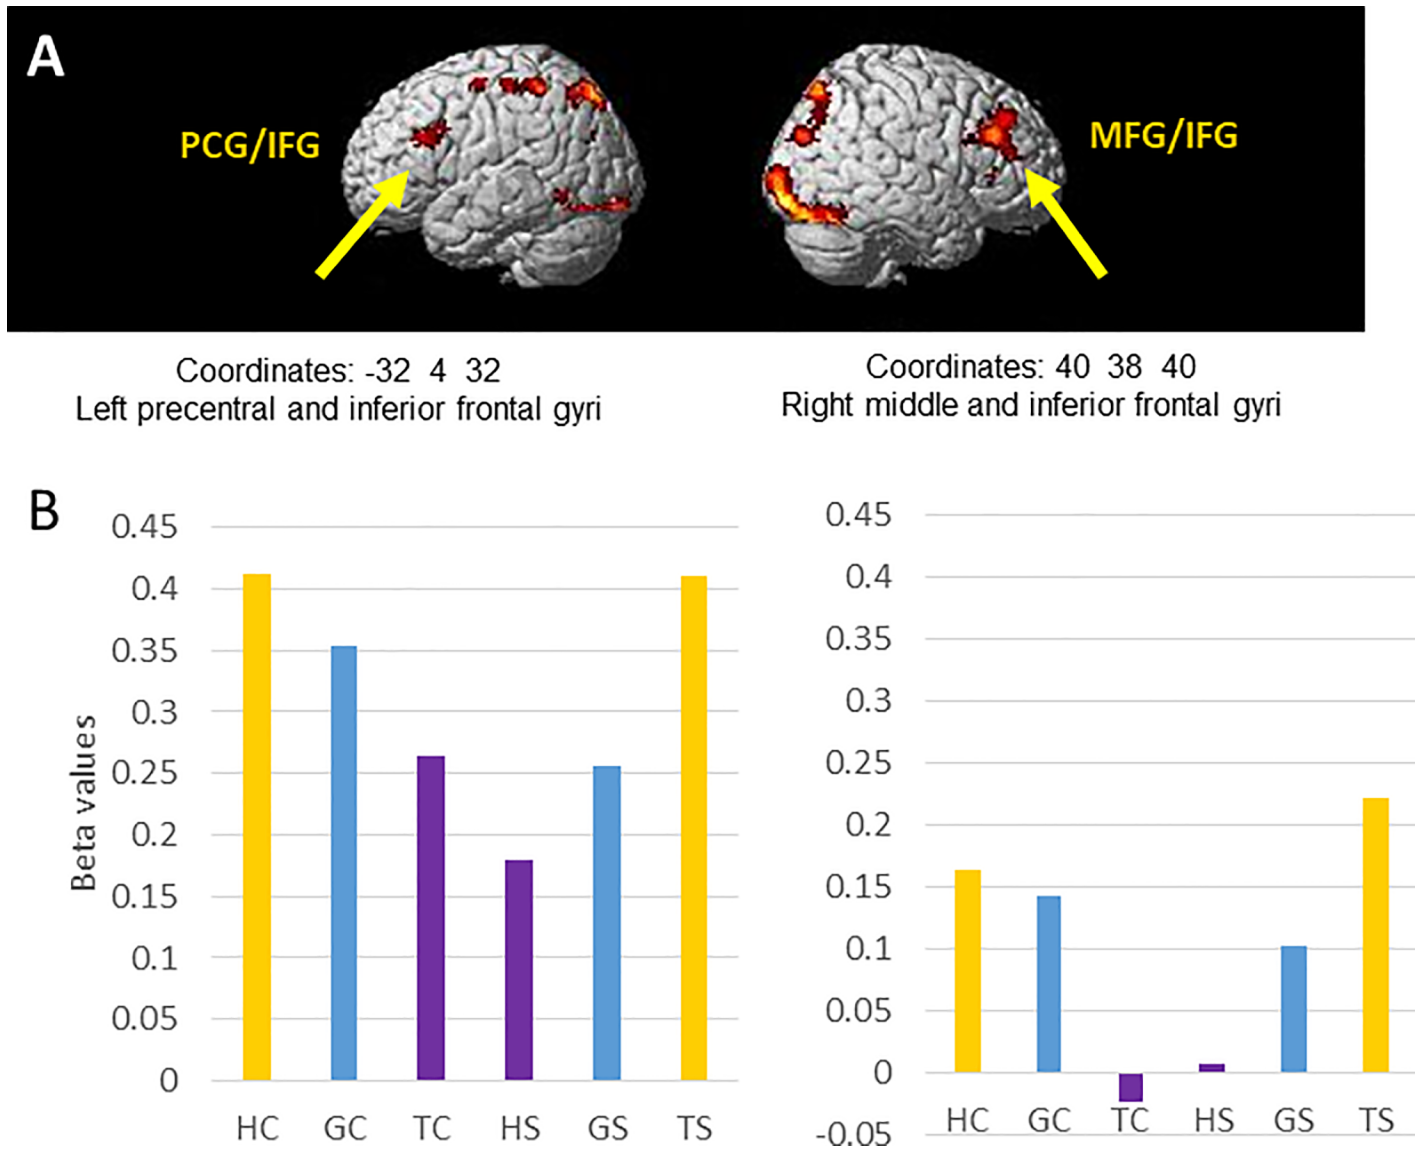 A
PCG/IFG
MFG/IFG
Coordinates: -32 4 32
Left precentral and inferior frontal gyri
Coordinates: 40 38 40
Right middle and inferior frontal gyri
B
Beta values
0.45
0.4
0.35
0.3
0.25
0.2
0.15
0.1
0.05
0
HC GC TC HS GS TS
0.45
0.4
0.35
0.3
0.25
0.2
0.15
0.1
0.05
0
-0.05
HC GC TC HS GS TS